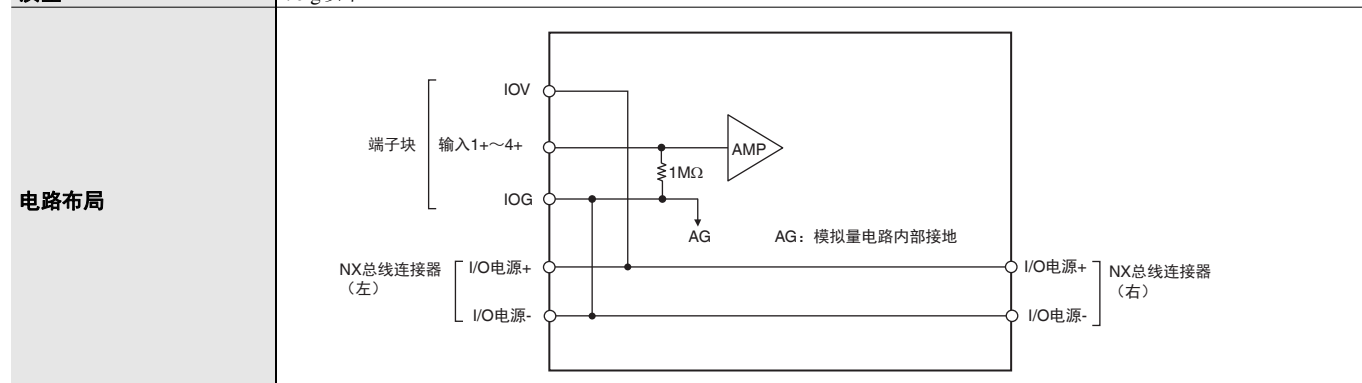 电路布局
IOV
端子块
输入1+～4+
AMP
1MΩ
IOG
AG
AG：模拟量电路内部接地
NX总线连接器
（左）
I/O电源+
I/O电源-
I/O电源+
I/O电源-
NX总线连接器
（右）